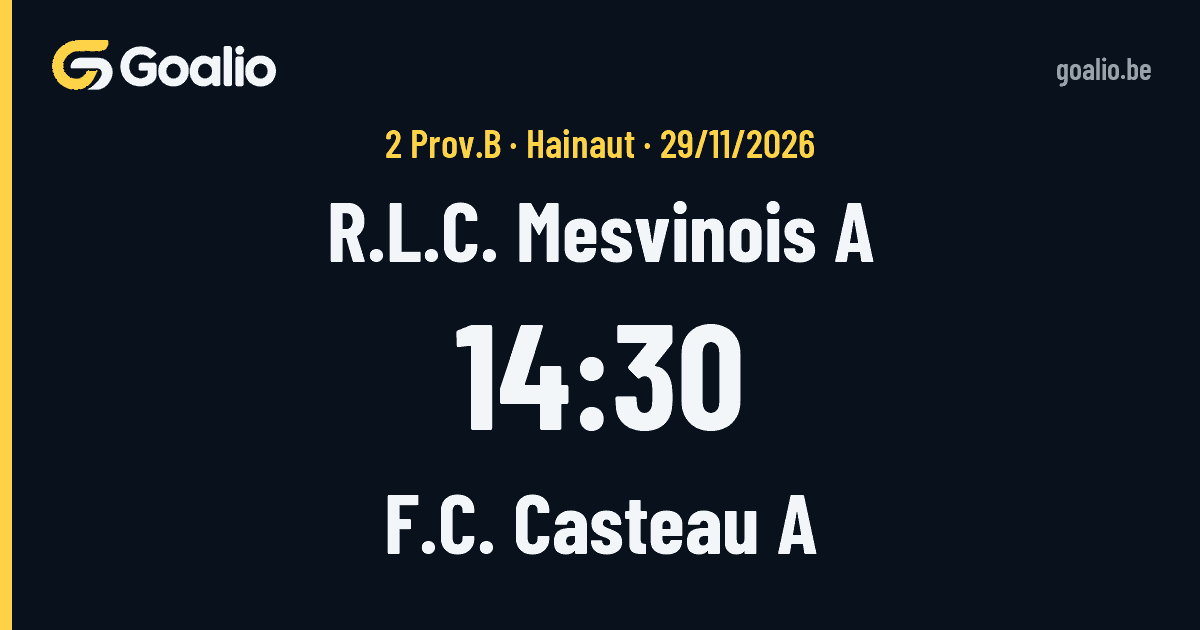 Goalio
goalio.be
2 Prov.B · Hainaut · 29/11/2026
R.L.C. Mesvinois A
14:30
F.C. Casteau A